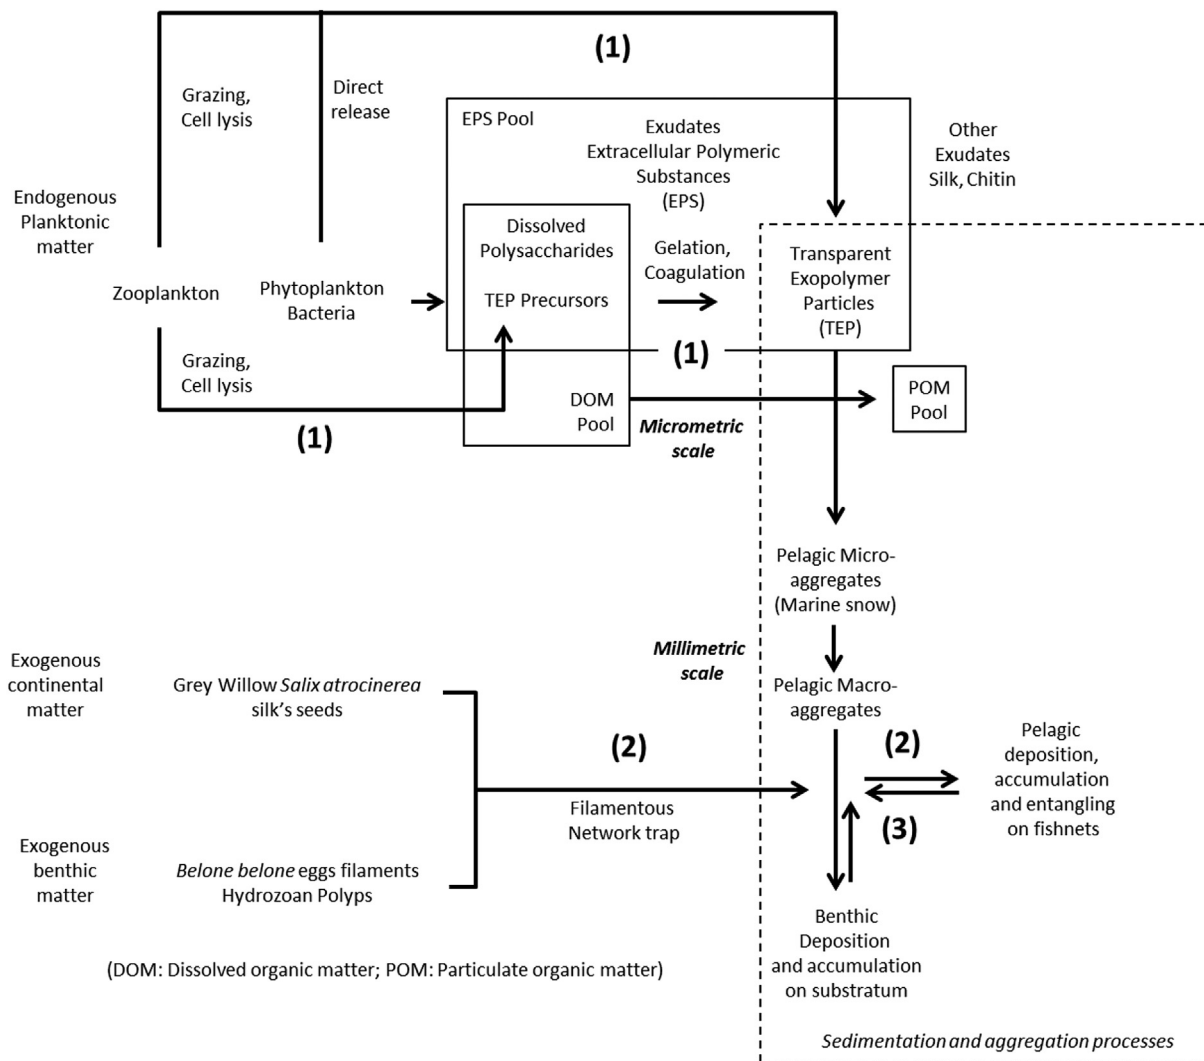 (1)
Grazing,
Cell lysis
Direct
release
EPS Pool
Exudates
Extracellular Polymeric
Substances
(EPS)
Other
Exudates
Silk, Chitin
Endogenous
Planktonic
matter
Dissolved
Polysaccharides
Gelation,
Coagulation
Transparent
Exopolymer
Particles
(TEP)
Zooplankton
Phytoplankton
Bacteria
TEP Precursors
(1)
Grazing,
Cell lysis
(1)
DOM
Pool
Micrometric
scale
POM
Pool
Pelagic Micro-
aggregates
(Marine snow)
Millimetric
scale
Exogenous
continental
matter
Grey Willow Salix atrocinerea
silk's seeds
Pelagic Macro-
aggregates
(2)
(2)
Pelagic
deposition,
accumulation
and entangling
on fishnets
Filamentous
Network trap
(3)
Exogenous
benthic
matter
Belone belone eggs filaments
Hydrozoan Polyps
Benthic
Deposition
and accumulation
on substratum
(DOM: Dissolved organic matter; POM: Particulate organic matter)
Sedimentation and aggregation processes